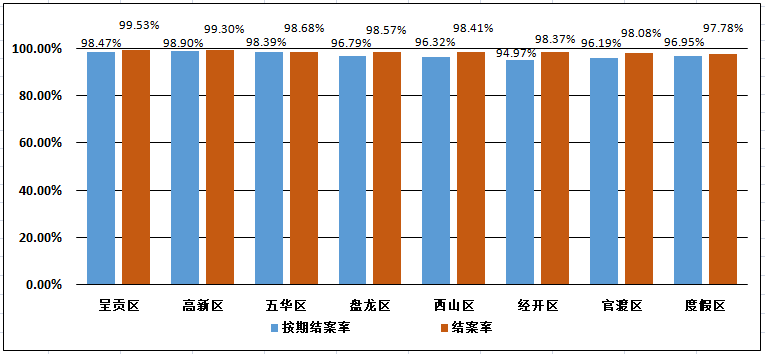 99.53% 99.30% 98.68% 98.57% 98.41% 98.37% 98.08% 97.78%
98.47% 98.90% 98.39% 96.79% 96.32% 94.97% 96.19% 96.95%
100.00%
80.00%
60.00%
40.00%
20.00%
0.00%
呈贡区 高新区 五华区 盘龙区 西山区 经开区 官渡区 度假区
按期结案率 结案率